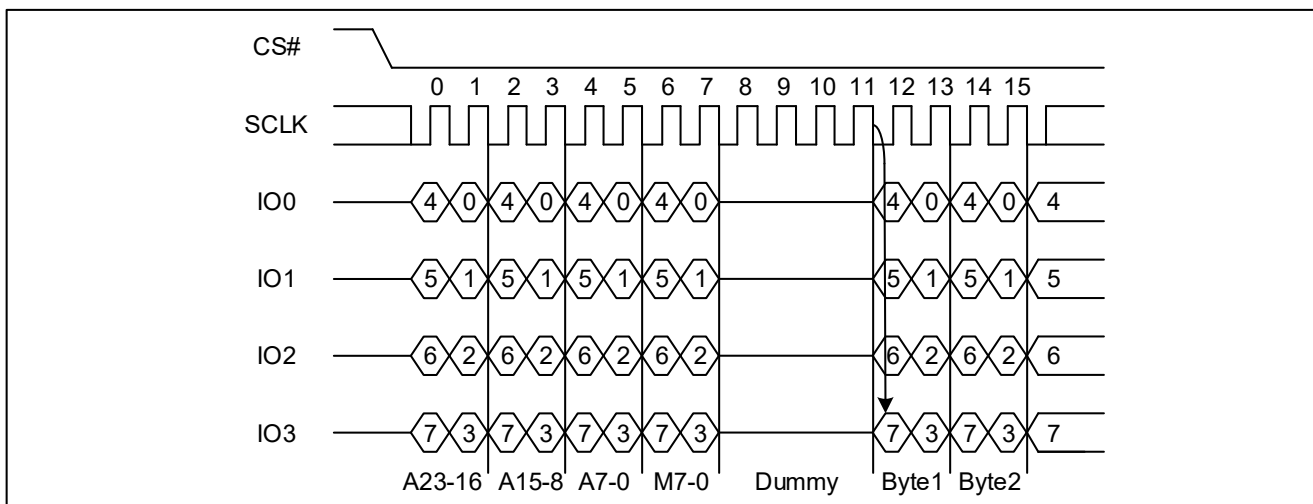 CS#
0 1 2 3 4 5 6 7 8 9 10 11 12 13 14 15
SCLK
IO0 4 0 4 0 4 0 4 0 4 0 4 0 4
IO1 5 1 5 1 5 1 5 1 5 1 5 1 5
IO2 6 2 6 2 6 2 6 2 6 2 6 2 6
IO3 7 3 7 3 7 3 7 3 7 3 7 3 7
A23-16 A15-8 A7-0 M7-0 Dummy Byte1 Byte2